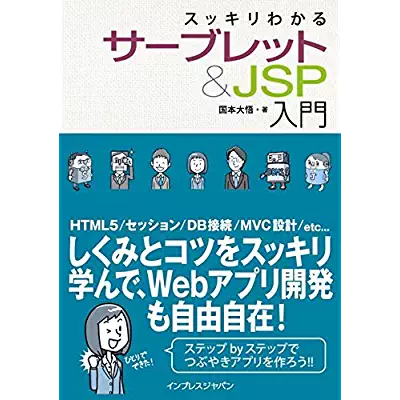 スッキリわかる
サーブレット
&JSP
国本大悟・著
入門
HTML5/セッション/DB接続/MVC設計/etc...
しくみとコツをスッキリ
学んで、Webアプリ開発
も自由自在!
ひとりで
できた!
ステップbyステップで
つぶやきアプリを作ろう!!
インプレスジャパン